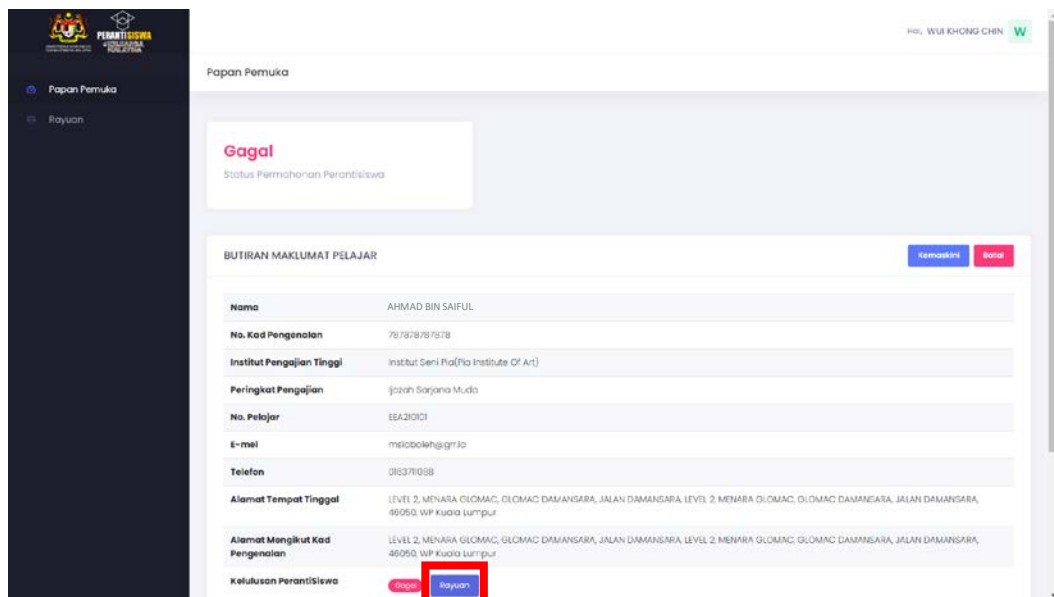 PERANTISISWA
KELUARGA
MALAYSIA
Hai, WUI KHONG CHIN W
Papan Pemuka
Papan Pemuka
Rayuan
Gagal
Status Permohonan Perantisiswa
BUTIRAN MAKLUMAT PELAJAR
Kemaskini Batal
Nama AHMAD BIN SAIFUL
No. Kad Pengenalan 787878787878
Institut Pengajian Tinggi Institut Seni Pia(Pia Institute Of Art)
Peringkat Pengajian Ijazah Sarjana Muda
No. Pelajar EEA210101
E-mel
Telefon
Alamat Tempat Tinggal LEVEL 2, MENARA GLOMAC, GLOMAC DAMANSARA, JALAN DAMANSARA, LEVEL 2, MENARA GLOMAC, GLOMAC DAMANSARA, JALAN DAMANSARA,
46050, WP Kuala Lumpur
Alamat Mengikut Kad LEVEL 2, MENARA GLOMAC, GLOMAC DAMANSARA, JALAN DAMANSARA, LEVEL 2, MENARA GLOMAC, GLOMAC DAMANSARA, JALAN DAMANSARA,
Pengenalan 46050, WP Kuala Lumpur
Kelulusan PerantiSiswa Gagal Rayuan